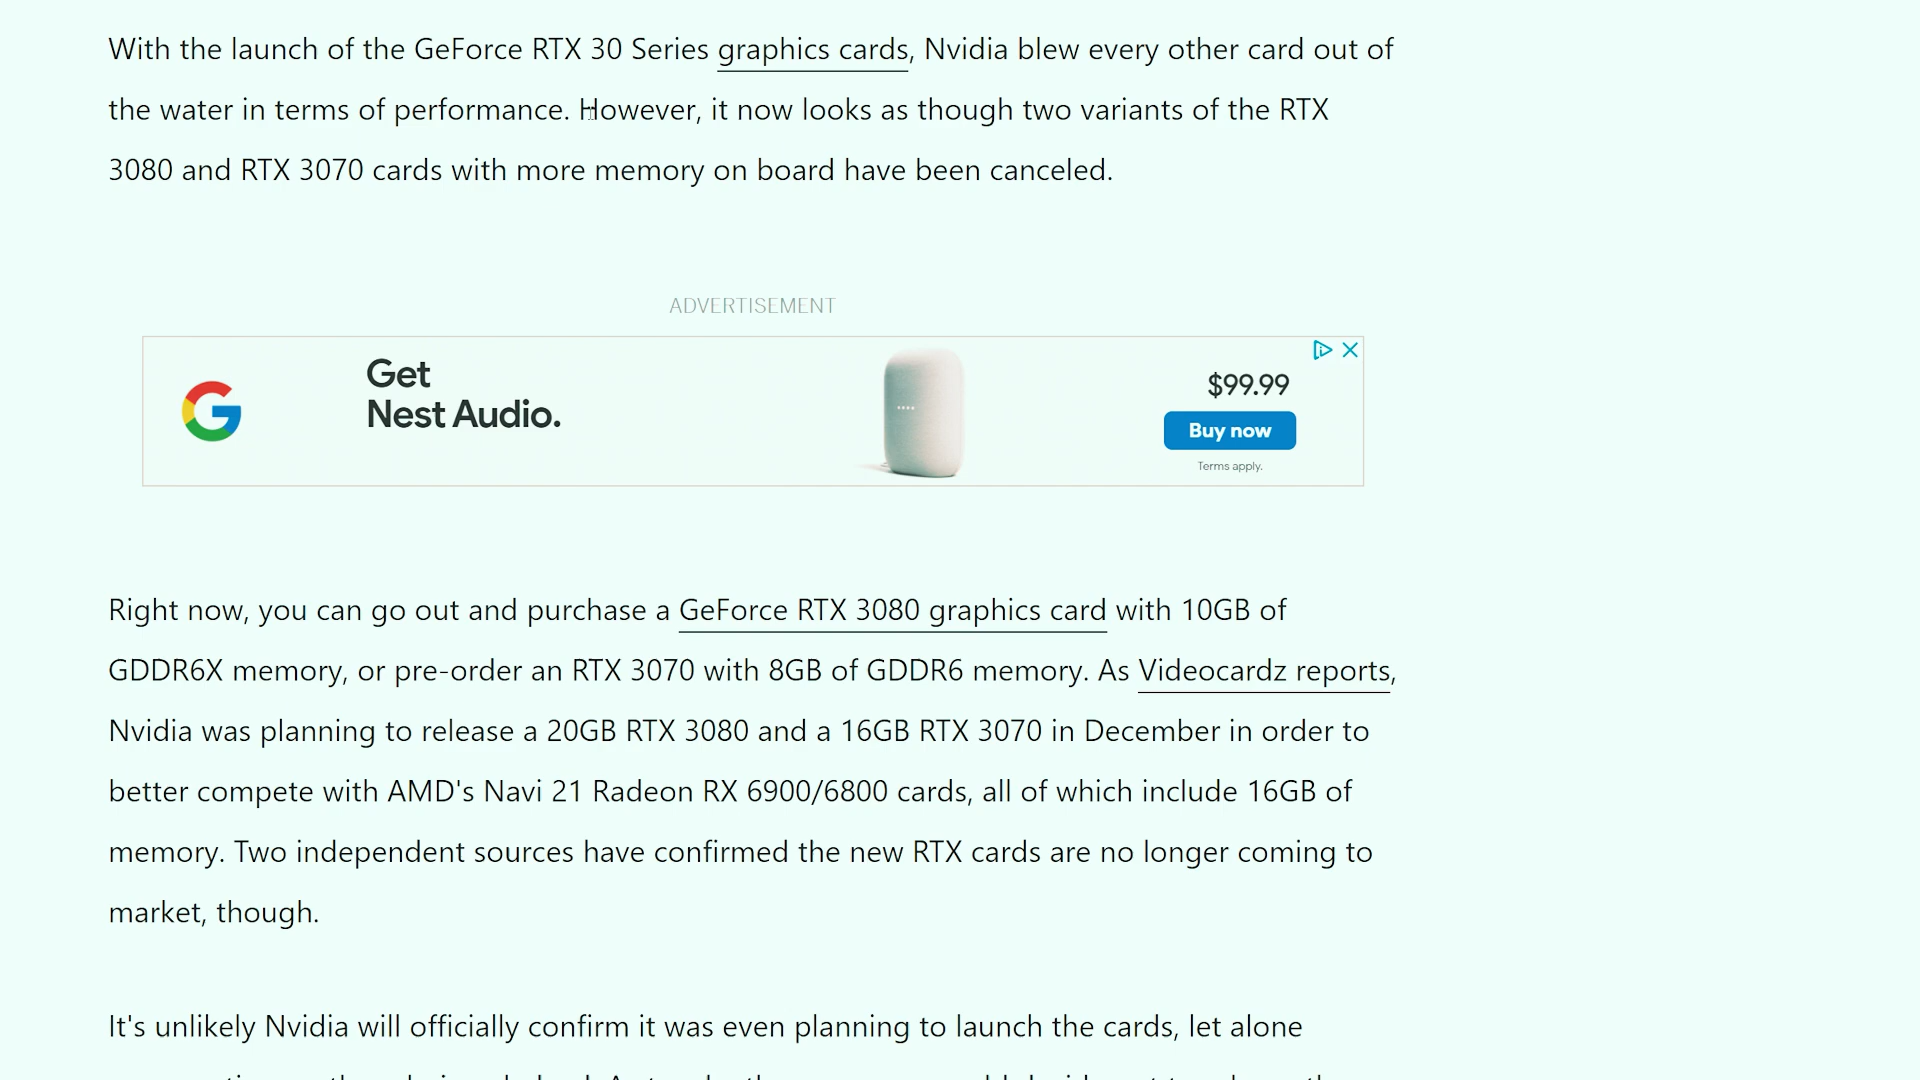 With the launch of the GeForce RTX 30 Series graphics cards, Nvidia blew every other card out of
the water in terms of performance. However, it now looks as though two variants of the RTX
3080 and RTX 3070 cards with more memory on board have been canceled.
ADVERTISEMENT
Get
Nest Audio.
$99.99
Buy now
Terms apply.
Right now, you can go out and purchase a GeForce RTX 3080 graphics card with 10GB of
GDDR6X memory, or pre-order an RTX 3070 with 8GB of GDDR6 memory. As Videocardz reports,
Nvidia was planning to release a 20GB RTX 3080 and a 16GB RTX 3070 in December in order to
better compete with AMD's Navi 21 Radeon RX 6900/6800 cards, all of which include 16GB of
memory. Two independent sources have confirmed the new RTX cards are no longer coming to
market, though.
It's unlikely Nvidia will officially confirm it was even planning to launch the cards, let alone